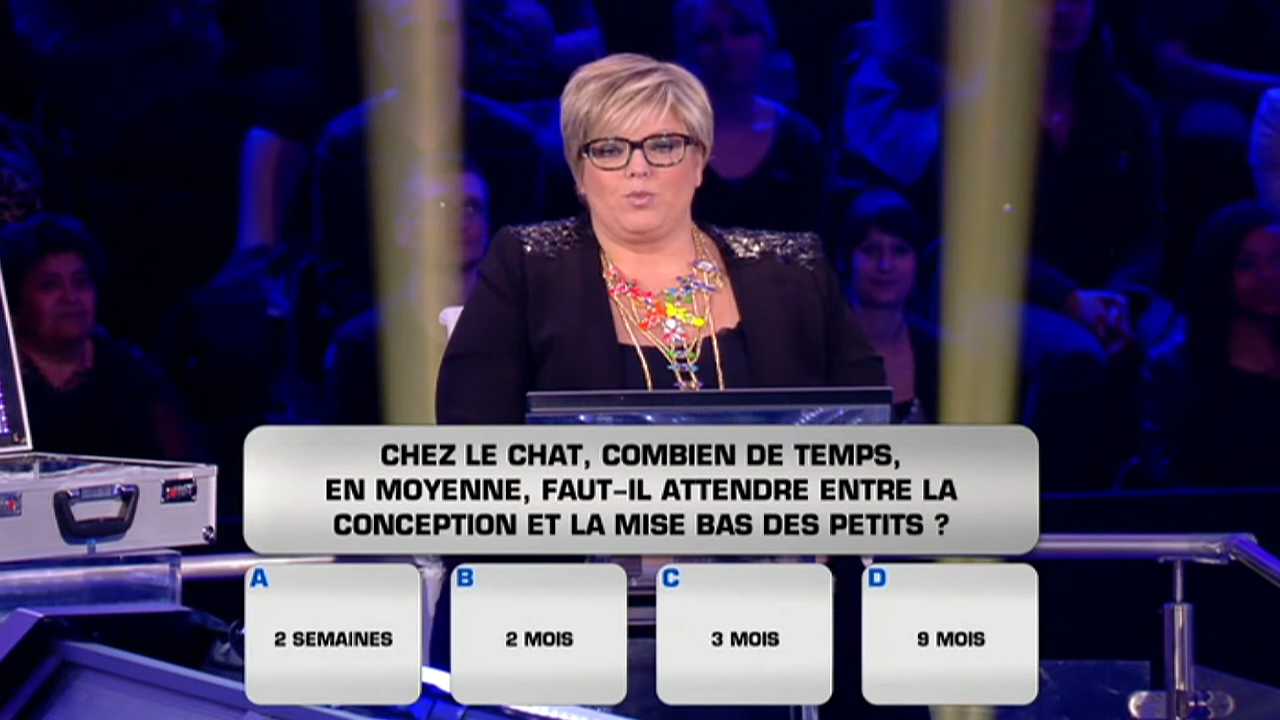 CHEZ LE CHAT, COMBIEN DE TEMPS,
EN MOYENNE, FAUT-IL ATTENDRE ENTRE LA
CONCEPTION ET LA MISE BAS DES PETITS ?
A
2 SEMAINES
B
2 MOIS
C
3 MOIS
D
9 MOIS